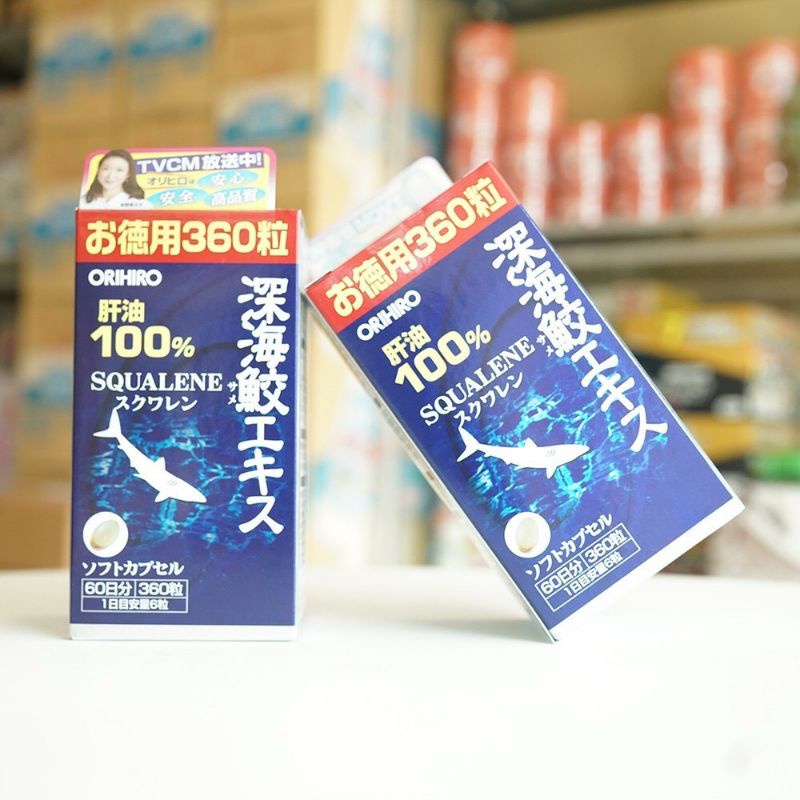 TVCM放送中!
オリヒロは 安心
安全 高品質
お徳用360粒
ORIHIRO
肝油
100%
SQUALENE
スクワレン
深海鮫エキス
サメ
ソフトカプセル
60日分 360粒
1日目安量6粒
お徳用360粒
ORIHIRO
肝油
100%
SQUALENE
スクワレン
深海鮫エキス
サメ
ソフトカプセル
60日分 360粒
1日目安量6粒